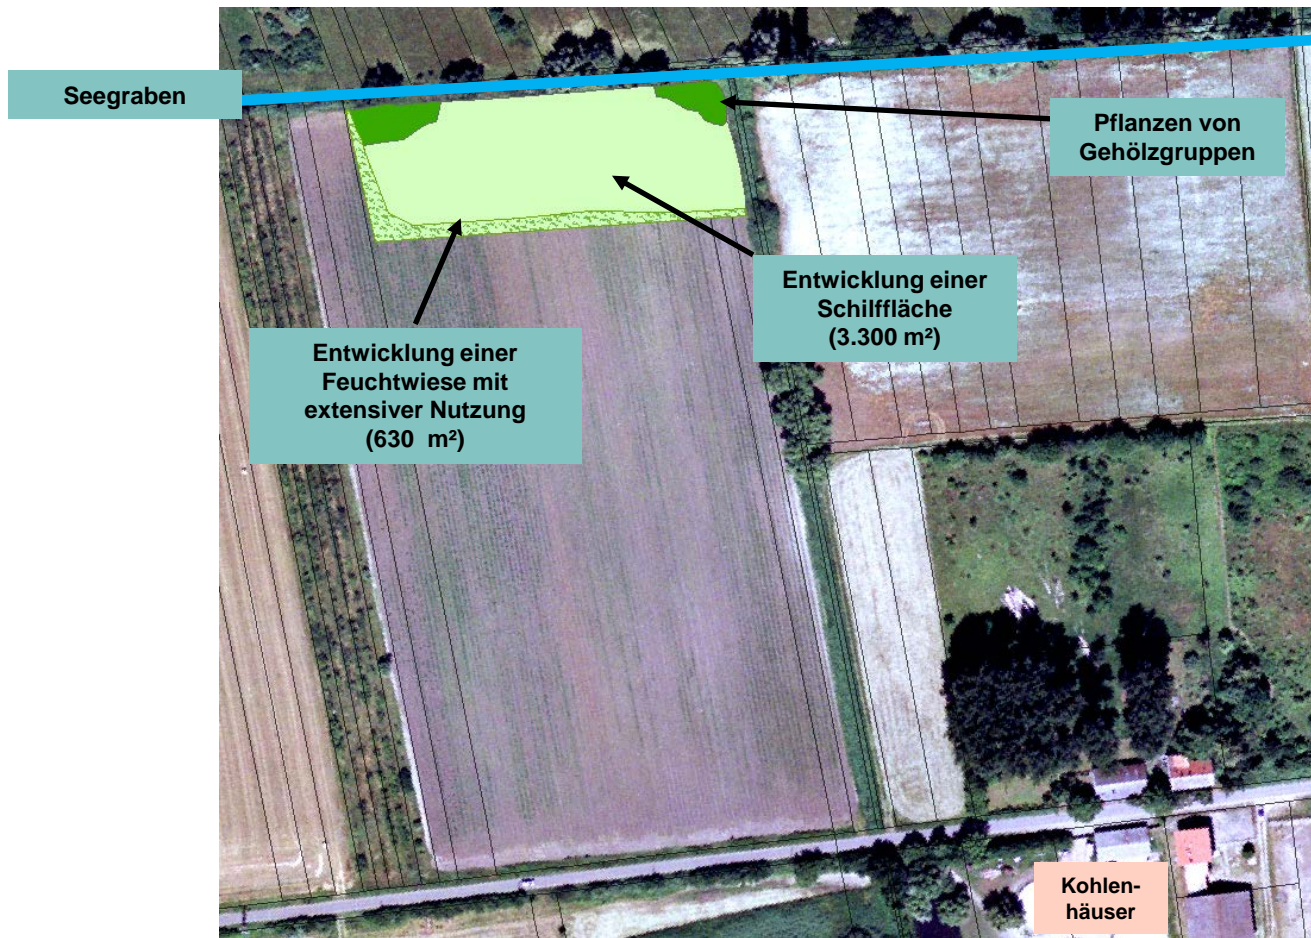 Seegraben
Pflanzen von
Gehölzgruppen
Entwicklung einer
Schilffläche
(3.300 m²)
Entwicklung einer
Feuchtwiese mit
extensiver Nutzung
(630 m²)
Kohlen-
häuser